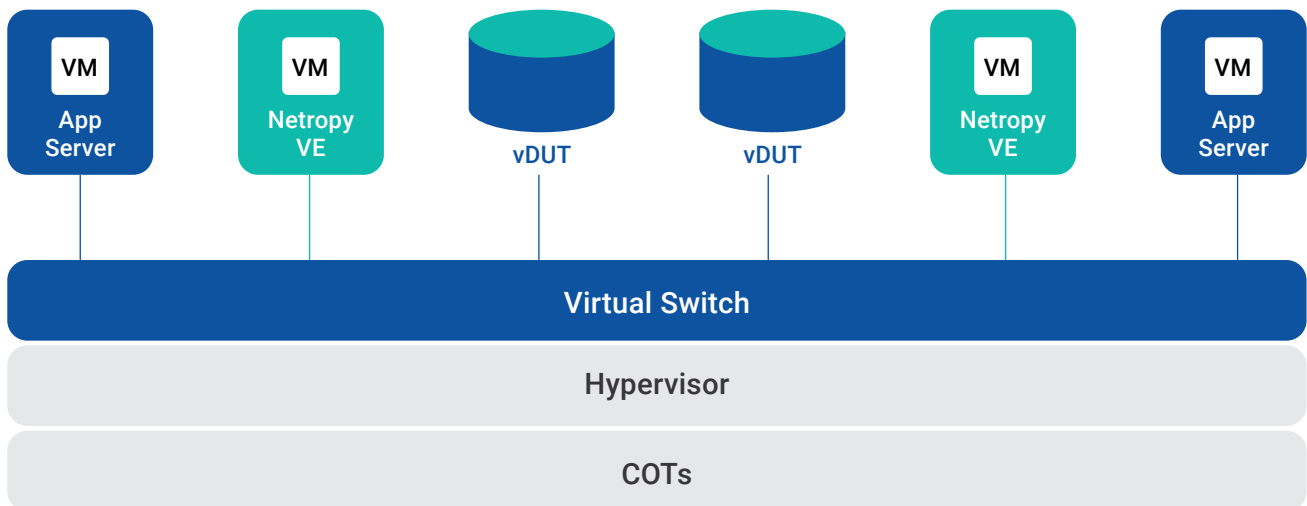 VM
App
Server
VM
Netropy
VE
vDUT
vDUT
VM
Netropy
VE
VM
App
Server
Virtual Switch
Hypervisor
COTs